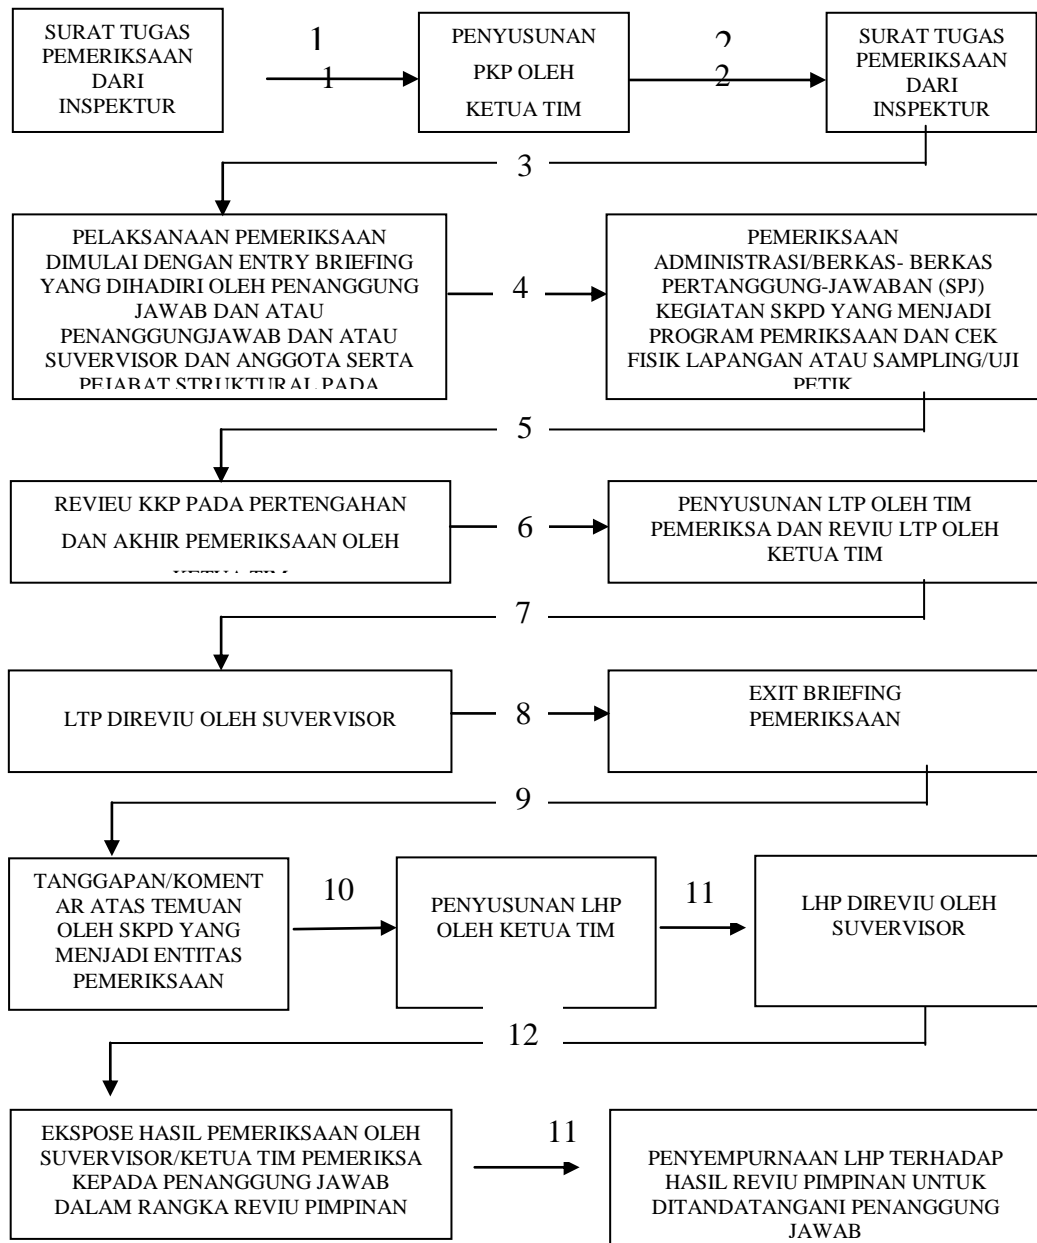 SURAT TUGAS
PEMERIKSAAN
DARI
INSPEKTUR
1
1
PENYUSUNAN
PKP OLEH
KETUA TIM
2
2
SURAT TUGAS
PEMERIKSAAN
DARI
INSPEKTUR
3
PELAKSANAAN PEMERIKSAAN
DIMULAI DENGAN ENTRY BRIEFING
YANG DIHADIRI OLEH PENANGGUNG
JAWAB DAN ATAU
PENANGGUNGJAWAB DAN ATAU
SUVERVISOR DAN ANGGOTA SERTA
PEJABAT STRUKTURAL PADA
4
PEMERIKSAAN
ADMINISTRASI/BERKAS- BERKAS
PERTANGGUNG-JAWABAN (SPJ)
KEGIATAN SKPD YANG MENJADI
PROGRAM PEMRIKSAAN DAN CEK
FISIK LAPANGAN ATAU SAMPLING/UJI
PETIK
5
REVIEU KKP PADA PERTENGAHAN
DAN AKHIR PEMERIKSAAN OLEH
KETUA TIM
6
PENYUSUNAN LTP OLEH TIM
PEMERIKSA DAN REVIU LTP OLEH
KETUA TIM
7
LTP DIREVIU OLEH SUVERVISOR
8
EXIT BRIEFING
PEMERIKSAAN
9
TANGGAPAN/KOMENT
AR ATAS TEMUAN
OLEH SKPD YANG
MENJADI ENTITAS
PEMERIKSAAN
10
PENYUSUNAN LHP
OLEH KETUA TIM
11
LHP DIREVIU OLEH
SUVERVISOR
12
EKSPOSE HASIL PEMERIKSAAN OLEH
SUVERVISOR/KETUA TIM PEMERIKSA
KEPADA PENANGGUNG JAWAB
DALAM RANGKA REVIU PIMPINAN
11
PENYEMPURNAAN LHP TERHADAP
HASIL REVIU PIMPINAN UNTUK
DITANDATANGANI PENANGGUNG
JAWAB